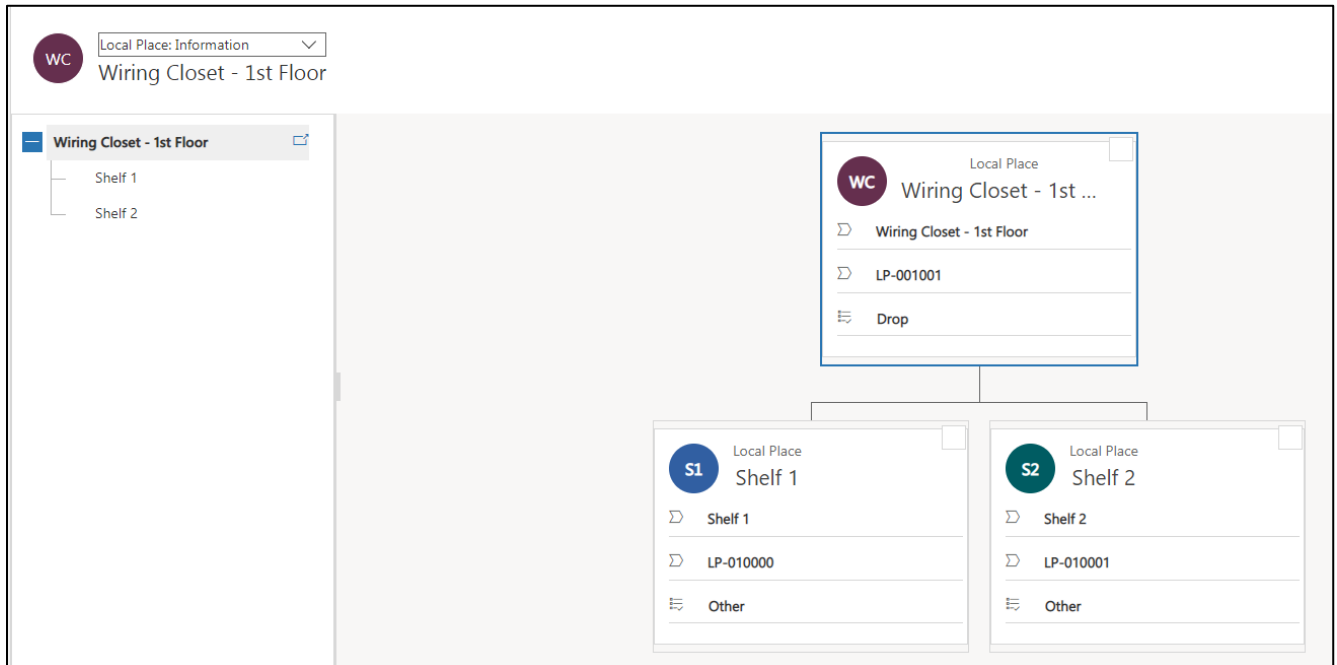 WC
Local Place: Information
Wiring Closet - 1st Floor
Wiring Closet - 1st Floor
Shelf 1
Shelf 2
WC
Local Place
Wiring Closet - 1st ...
Wiring Closet - 1st Floor
LP-001001
Drop
S1
Local Place
Shelf 1
Shelf 1
LP-010000
Other
S2
Local Place
Shelf 2
Shelf 2
LP-010001
Other